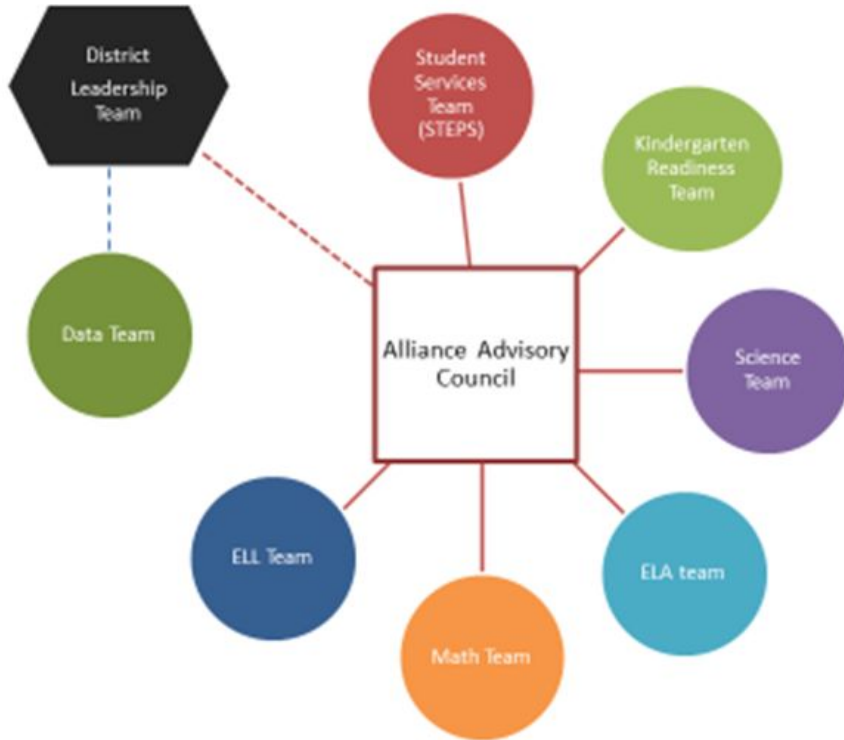 District
Leadership
Team
Student
Services
Team
(STEPS)
Kindergarten
Readiness
Team
Data Team
Alliance Advisory
Council
Science
Team
ELL Team
ELA team
Math Team